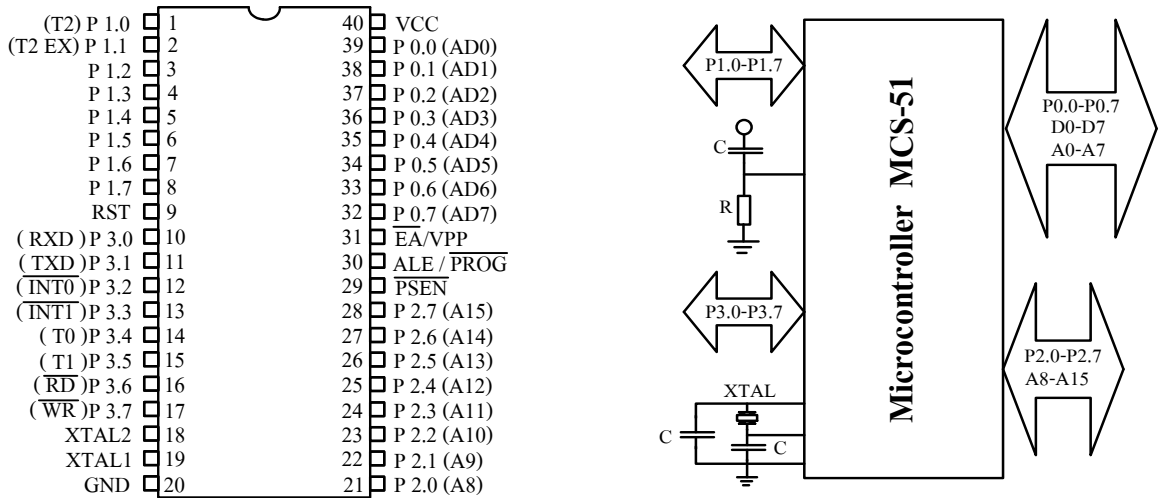 (T2) P 1.0 1 40 VCC
(T2 EX) P 1.1 2 39 P 0.0 (AD0)
P 1.2 3 38 P 0.1 (AD1)
P 1.3 4 37 P 0.2 (AD2)
P 1.4 5 36 P 0.3 (AD3)
P 1.5 6 35 P 0.4 (AD4)
P 1.6 7 34 P 0.5 (AD5)
P 1.7 8 33 P 0.6 (AD6)
RST 9 32 P 0.7 (AD7)
( RXD ) P 3.0 10 31 EA/VPP
( TXD ) P 3.1 11 30 ALE / PROG
( INT0 ) P 3.2 12 29 PSEN
( INT1 ) P 3.3 13 28 P 2.7 (A15)
( T0 ) P 3.4 14 27 P 2.6 (A14)
( T1 ) P 3.5 15 26 P 2.5 (A13)
( RD ) P 3.6 16 25 P 2.4 (A12)
( WR ) P 3.7 17 24 P 2.3 (A11)
XTAL2 18 23 P 2.2 (A10)
XTAL1 19 22 P 2.1 (A9)
GND 20 21 P 2.0 (A8)
P1.0-P1.7
C
R
P3.0-P3.7
XTAL
C
C
Microcontroller MCS-51
P0.0-P0.7
D0-D7
A0-A7
P2.0-P2.7
A8-A15